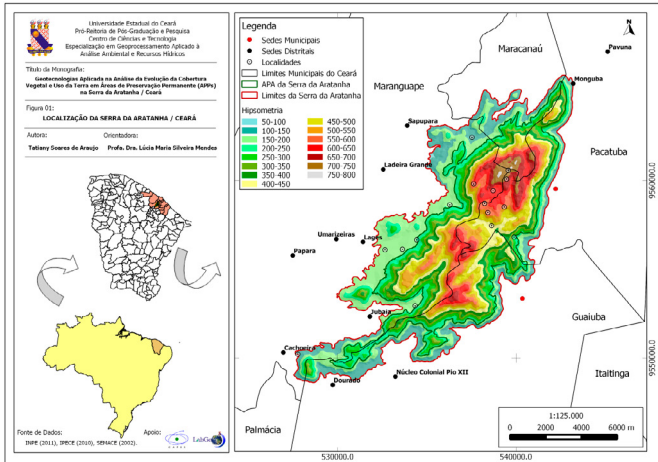 Universidade Estadual do Ceará
Pró-Reitoria de Pós-Graduação e Pesquisa
Centro de Ciências e Tecnologia
Especialização em Geoprocessamento Aplicado à
Análise Ambiental e Recursos Hídricos
Título da Monografia:
Geotecnologias Aplicada na Análise da Evolução da Cobertura
Vegetal e Uso da Terra em Áreas de Preservação Permanente (APPs)
na Serra da Aratanha / Ceará
Figura 01:
LOCALIZAÇÃO DA SERRA DA ARATANHA / CEARÁ
Autora:
Orientadora:
Tatiany Soares de Araujo
Profa. Dra. Lúcia Maria Silveira Mendes
Fonte de Dados:
Apoio:
INPE (2011), IPECE (2010), SEMACE (2002).
LabGeo
Legenda
Sedes Municipais
Sedes Distritais
Localidades
Limites Municipais do Ceará
APA da Serra da Aratanha
Limites da Serra da Aratanha
Hipsometria
50-100
100-150
150-200
200-250
250-300
300-350
350-400
400-450
450-500
500-550
550-600
600-650
650-700
700-750
750-800
Maracanaú
Pavuna
N
Monguba
Maranguape
Sapupara
Pacatuba
Ladeira Grande
Umarizeiras
Lagos
Papara
Jubaia
Guaiuba
Cachoeira
Itaitinga
Dourado
Núcleo Colonial Pio XII
Palmácia
1:125.000
0 2000 4000 6000 m
9560000.0
9550000.0
530000.0
540000.0